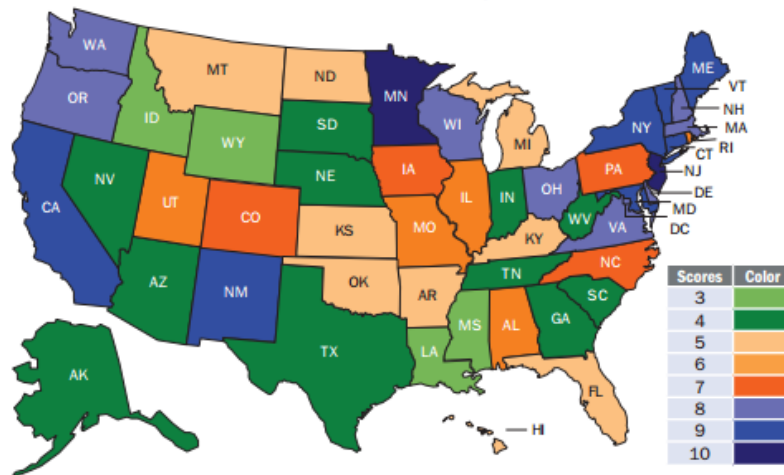 WA
MT
ND
MN
ME
VT
OR
ID
SD
WI
NY
NH
WY
MI
MA
RI
CT
NV
NE
IA
PA
NJ
UT
IL
IN
OH
DE
CA
CO
WV
MD
KS
MO
KY
VA
DC
AZ
NM
OK
AR
TN
NC
SC
MS
AL
GA
TX
LA
AK
FL
HI
Scores Color
3
4
5
6
7
8
9
10